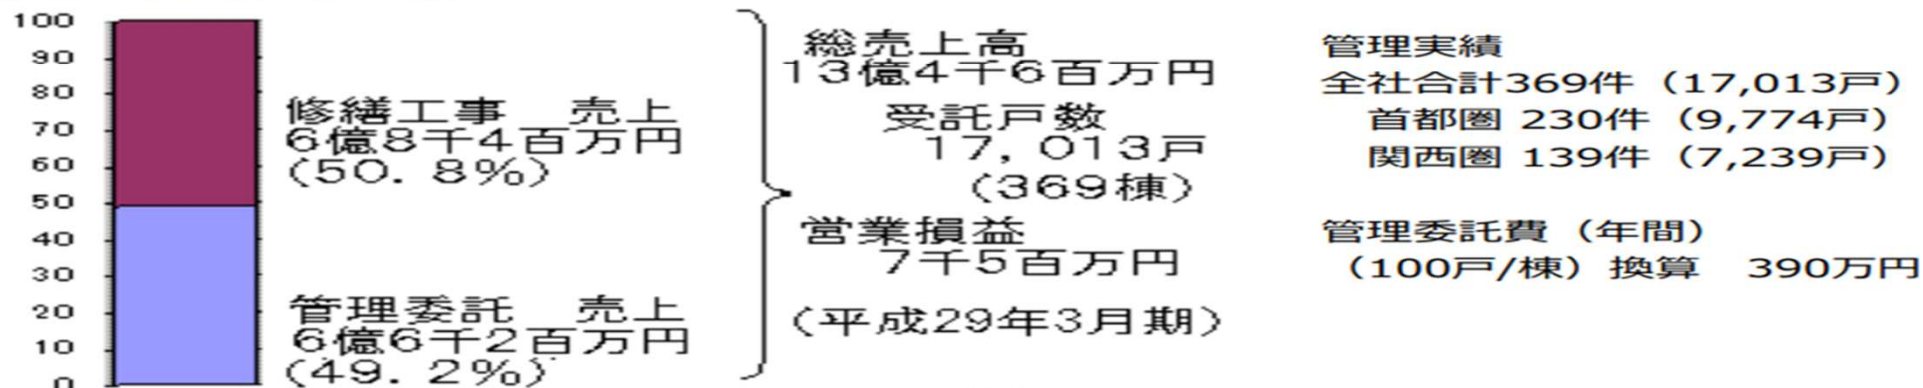 100
90
80
70
60
50
40
30
20
10
0
修繕工事　売上
6億8千4百万円
(50.8%)
管理委託　売上
6億6千2百万円
(49.2%)
総売上高
13億4千6百万円
受託戸数
17,013戸
(369棟)
営業損益
7千5百万円
(平成29年3月期)
管理実績
全社合計369件（17,013戸）
首都圏 230件（9,774戸）
関西圏 139件（7,239戸）
管理委託費（年間）
（100戸/棟）換算　390万円